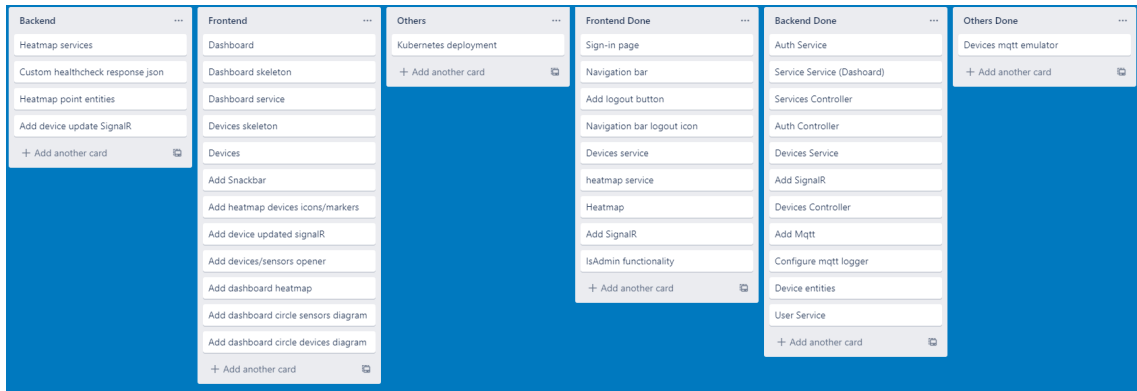 Backend
Heatmap services
Custom healthcheck response json
Heatmap point entities
Add device update SignalR
+ Add another card
Frontend
Dashboard
Dashboard skeleton
Dashboard service
Devices skeleton
Devices
Add Snackbar
Add heatmap devices icons/markers
Add device updated signalR
Add devices/sensors opener
Add dashboard heatmap
Add dashboard circle sensors diagram
Add dashboard circle devices diagram
+ Add another card
Others
Kubernetes deployment
+ Add another card
Frontend Done
Sign-in page
Navigation bar
Add logout button
Navigation bar logout icon
Devices service
heatmap service
Heatmap
Add SignalR
IsAdmin functionality
+ Add another card
Backend Done
Auth Service
Service Service (Dashoard)
Services Controller
Auth Controller
Devices Service
Add SignalR
Devices Controller
Add Mqtt
Configure mqtt logger
Device entities
User Service
+ Add another card
Others Done
Devices mqtt emulator
+ Add another card